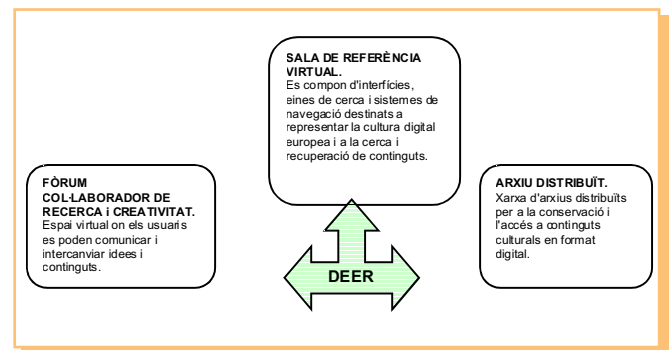 SALA DE REFERÈNCIA
VIRTUAL.
Es compon d'interfícies,
eines de cerca i sistemes de
navegació destinats a
representar la cultura digital
europea i a la cerca i
recuperació de continguts.
FÒRUM
COL·LABORADOR DE
RECERCA i CREATIVITAT.
Espai virtual on els usuaris
es poden comunicar i
intercanviar idees i
continguts.
ARXIU DISTRIBUÏT.
Xarxa d'arxius distribuïts
per a la conservació i
l'accés a continguts
culturals en format
digital.
DEER